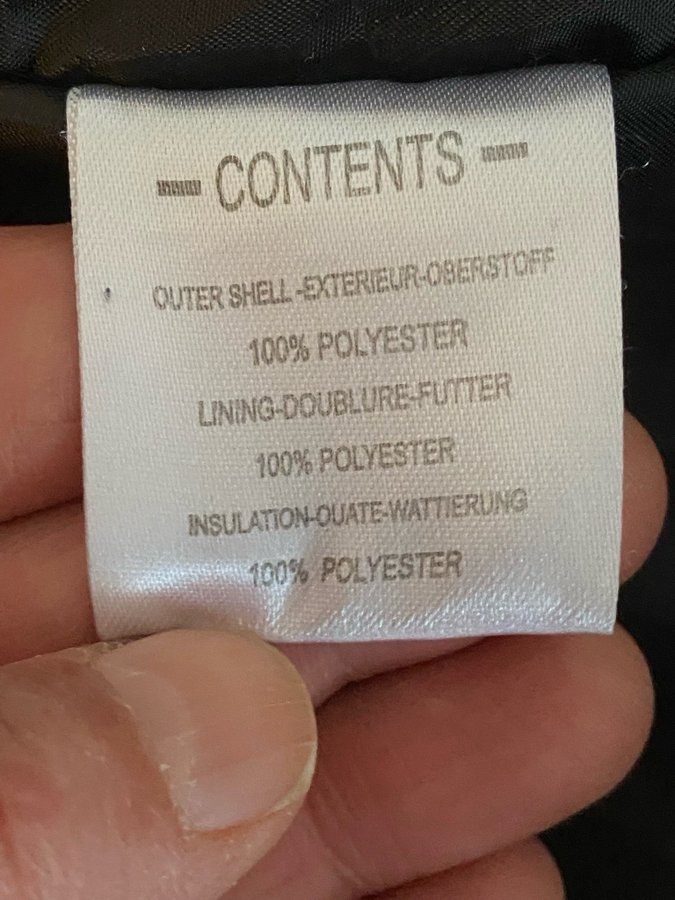 CONTENTS
OUTER SHELL-EXTERIEUR-OBERSTOFF
100% POLYESTER
LINING-DOUBLURE-FUTTER
100% POLYESTER
INSULATION-OUATE-WATTIERUNG
100% POLYESTER